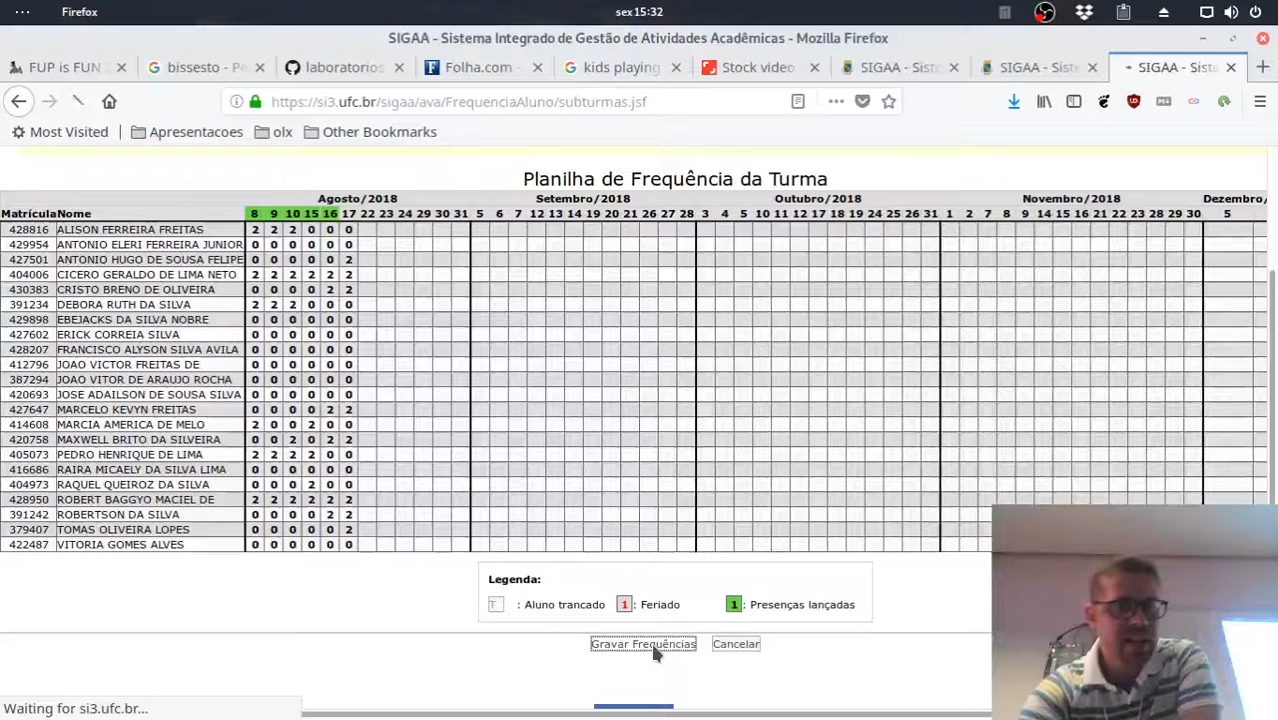 Firefox
sex 15:32
SIGAA - Sistema Integrado de Gestão de Atividades Acadêmicas - Mozilla Firefox
FUP is FUN
bissesto - Pe
laboratorios
Folha.com -
kids playing
Stock video
SIGAA - Siste
SIGAA - Siste
SIGAA - Siste
https://si3.ufc.br/sigaa/ava/FrequenciaAluno/subturmas.jsf
Most Visited
Apresentacoes
olx
Other Bookmarks
Planilha de Frequência da Turma
Agosto/2018 Setembro/2018 Outubro/2018 Novembro/2018 Dezembro/
Matrícula Nome 8 9 10 15 16 17 22 23 24 29 30 31 5 6 7 12 13 14 19 20 21 26 27 28 3 4 5 10 11 12 17 18 19 24 25 26 31 1 2 7 8 9 14 15 16 21 22 23 28 29 30 5
428816 ALISON FERREIRA FREITAS 2 2 2 0 0 0
429954 ANTONIO ELERI FERREIRA JUNIOR 0 0 0 0 0 0
427501 ANTONIO HUGO DE SOUSA FELIPE 0 0 0 0 0 2
404006 CICERO GERALDO DE LIMA NETO 2 2 2 2 2 2
430383 CRISTO BRENO DE OLIVEIRA 0 0 0 0 2 2
391234 DEBORA RUTH DA SILVA 2 2 2 0 0 0
429898 EBEJACKS DA SILVA NOBRE 0 0 0 0 0 0
427602 ERICK CORREIA SILVA 0 0 0 0 0 0
428207 FRANCISCO ALYSON SILVA AVILA 0 0 0 0 0 0
412796 JOAO VICTOR FREITAS DE 0 0 0 0 0 0
387294 JOAO VITOR DE ARAUJO ROCHA 0 0 0 0 0 0
420693 JOSE ADAILSON DE SOUSA SILVA 0 0 0 0 0 0
427647 MARCELO KEVYN FREITAS 0 0 0 0 2 2
414608 MARCIA AMERICA DE MELO 2 0 0 2 0 0
420758 MAXWELL BRITO DA SILVEIRA 0 0 2 0 2 2
405073 PEDRO HENRIQUE DE LIMA 2 2 2 2 0 0
416686 RAIRA MICAELY DA SILVA LIMA 0 0 0 0 0 0
404973 RAQUEL QUEIROZ DA SILVA 0 0 0 2 0 0
428950 ROBERT BAGGYO MACIEL DE 2 2 2 2 2 2
391242 ROBERTSON DA SILVA 0 0 0 0 2 2
379407 TOMAS OLIVEIRA LOPES 0 0 0 0 0 2
422487 VITORIA GOMES ALVES 0 0 0 0 0 0
Legenda:
T : Aluno trancado 1 : Feriado 1 : Presenças lançadas
Gravar Frequências Cancelar
Waiting for si3.ufc.br...